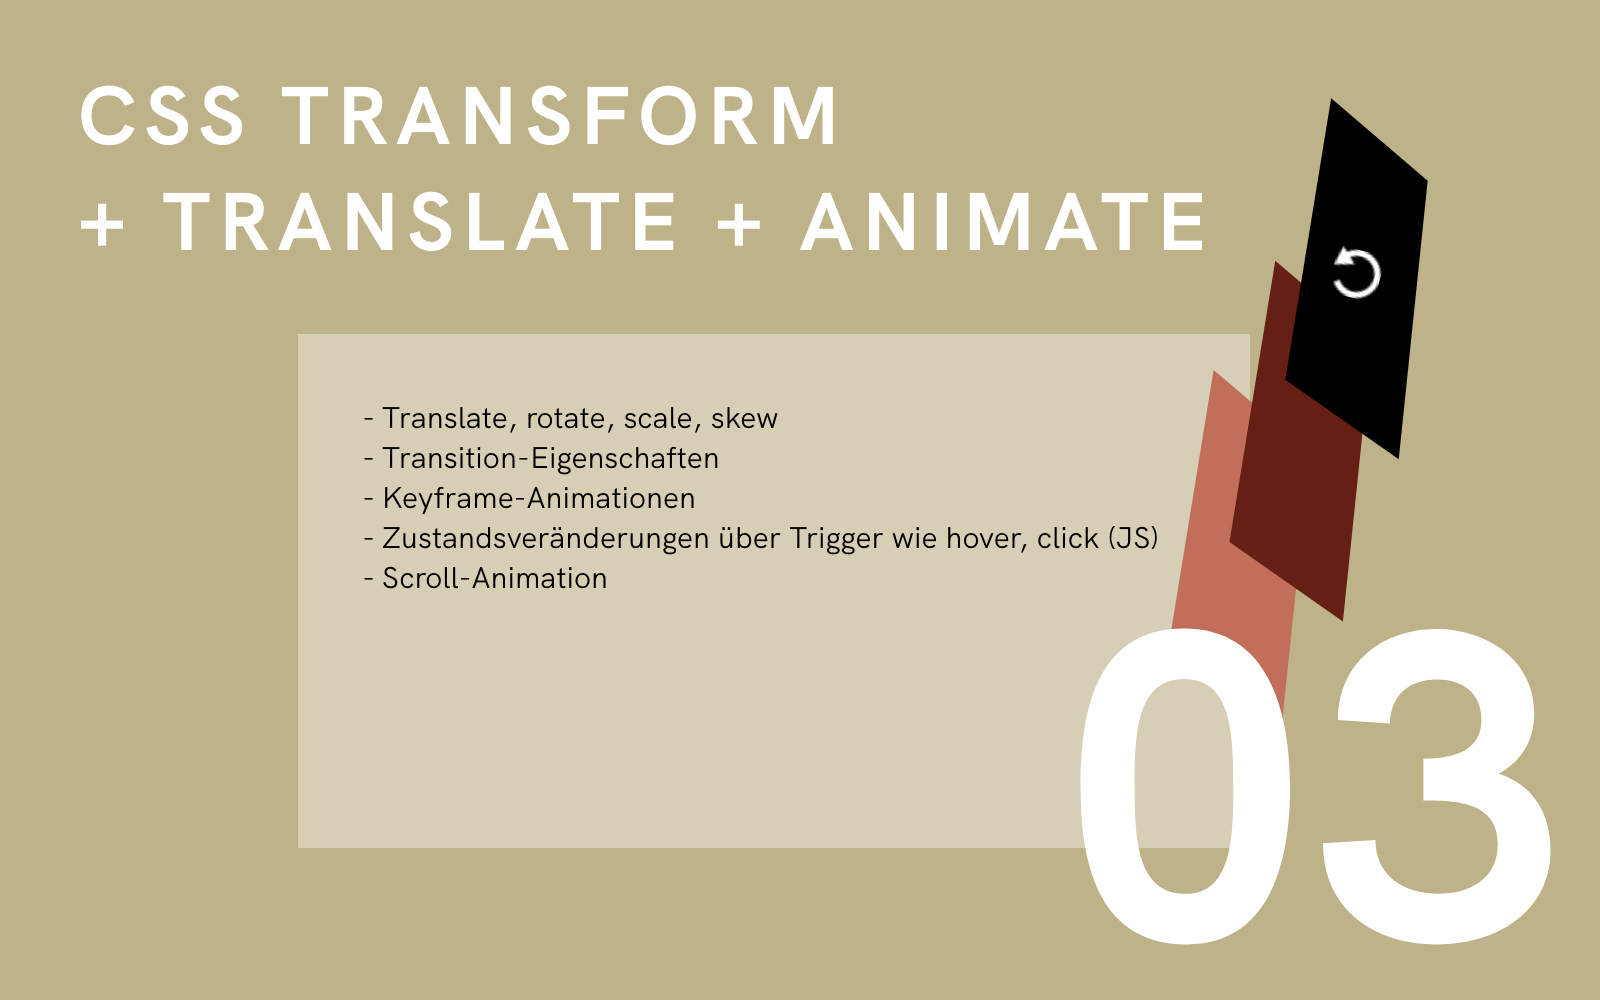 CSS TRANSFORM
+ TRANSLATE + ANIMATE
- Translate, rotate, scale, skew
- Transition-Eigenschaften
- Keyframe-Animationen
- Zustandsveränderungen über Trigger wie hover, click (JS)
- Scroll-Animation
03